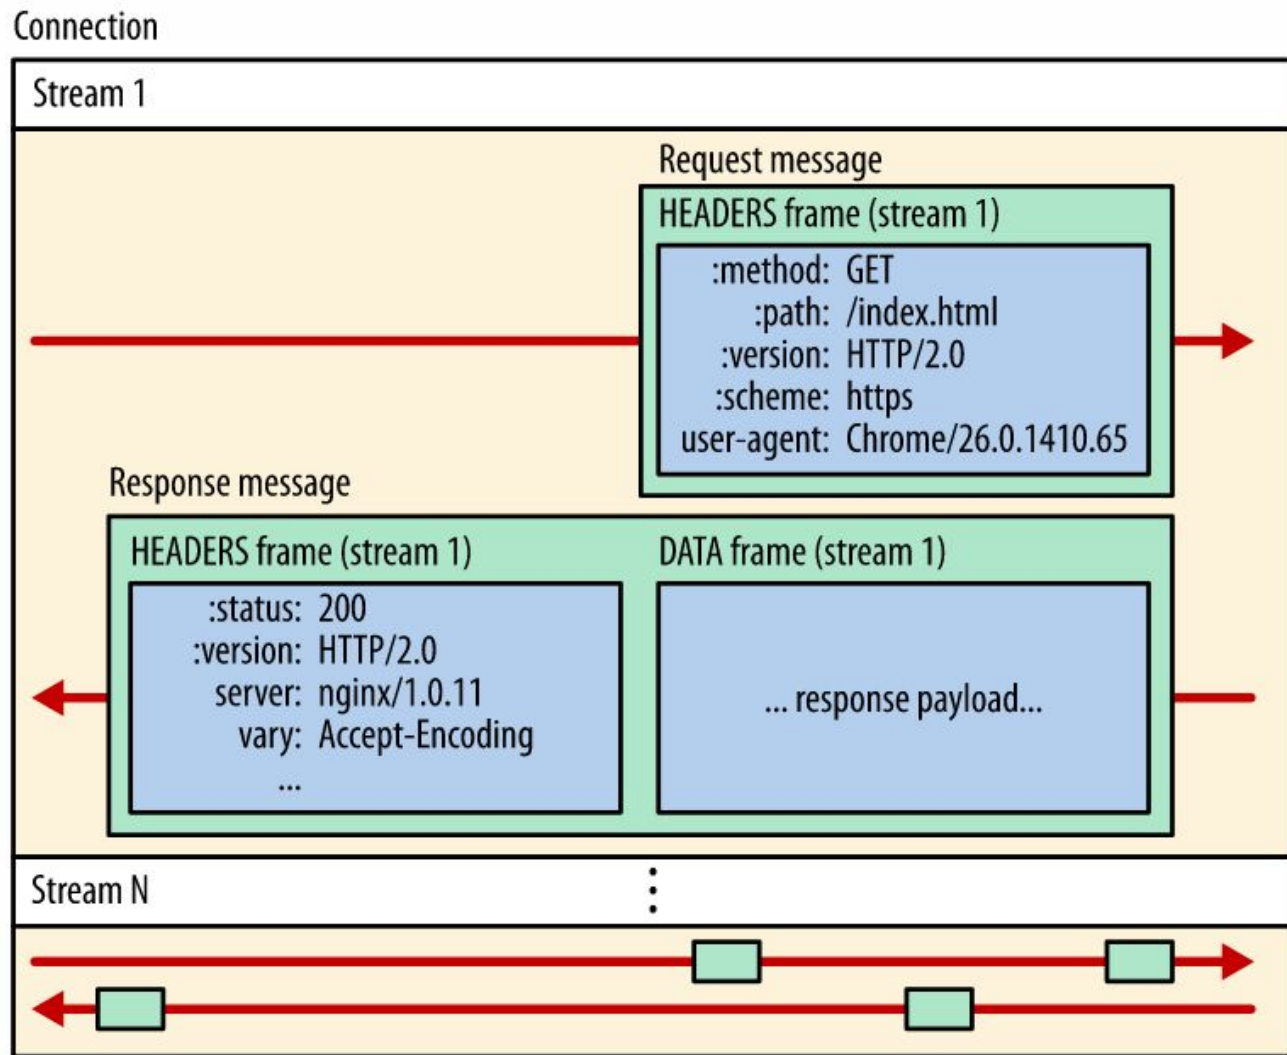 Connection
Stream 1
Request message
HEADERS frame (stream 1)
:method: GET
:path: /index.html
:version: HTTP/2.0
:scheme: https
user-agent: Chrome/26.0.1410.65
Response message
HEADERS frame (stream 1)
:status: 200
:version: HTTP/2.0
server: nginx/1.0.11
vary: Accept-Encoding
...
DATA frame (stream 1)
... response payload...
Stream N